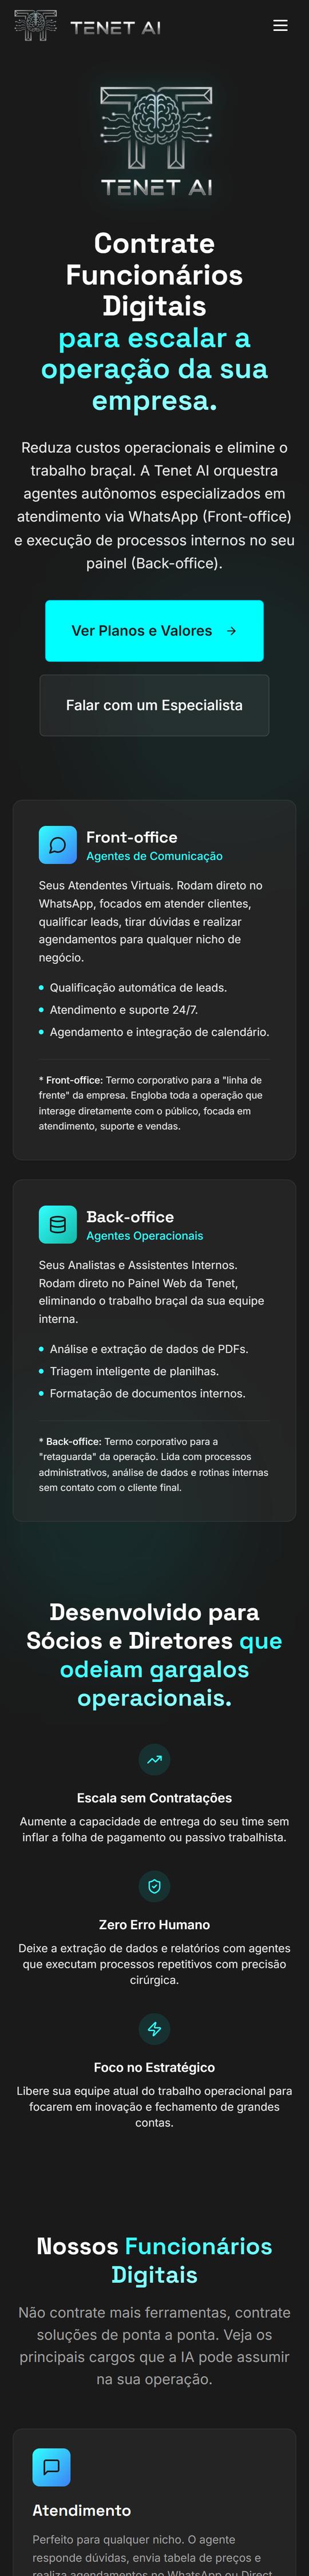 TENET AI
TENET AI
Contrate
Funcionários
Digitais
para escalar a
operação da sua
empresa.
Reduza custos operacionais e elimine o
trabalho braçal. A Tenet AI orquestra
agentes autônomos especializados em
atendimento via WhatsApp (Front-office)
e execução de processos internos no seu
painel (Back-office).
Ver Planos e Valores
Falar com um Especialista
Front-office
Agentes de Comunicação
Seus Atendentes Virtuais. Rodam direto no
WhatsApp, focados em atender clientes,
qualificar leads, tirar dúvidas e realizar
agendamentos para qualquer nicho de
negócio.
Qualificação automática de leads.
Atendimento e suporte 24/7.
Agendamento e integração de calendário.
* Front-office: Termo corporativo para a "linha de
frente" da empresa. Engloba toda a operação que
interage diretamente com o público, focada em
atendimento, suporte e vendas.
Back-office
Agentes Operacionais
Seus Analistas e Assistentes Internos.
Rodam direto no Painel Web da Tenet,
eliminando o trabalho braçal da sua equipe
interna.
Análise e extração de dados de PDFs.
Triagem inteligente de planilhas.
Formatação de documentos internos.
* Back-office: Termo corporativo para a
"retaguarda" da operação. Lida com processos
administrativos, análise de dados e rotinas internas
sem contato com o cliente final.
Desenvolvido para
Sócios e Diretores que
odeiam gargalos
operacionais.
Escala sem Contratações
Aumente a capacidade de entrega do seu time sem
inflar a folha de pagamento ou passivo trabalhista.
Zero Erro Humano
Deixe a extração de dados e relatórios com agentes
que executam processos repetitivos com precisão
cirúrgica.
Foco no Estratégico
Libere sua equipe atual do trabalho operacional para
focarem em inovação e fechamento de grandes
contas.
Nossos Funcionários
Digitais
Não contrate mais ferramentas, contrate
soluções de ponta a ponta. Veja os
principais cargos que a IA pode assumir
na sua operação.
Atendimento
Perfeito para qualquer nicho. O agente
responde dúvidas, envia tabela de preços e
realiza agendamentos no WhatsApp ou Direct